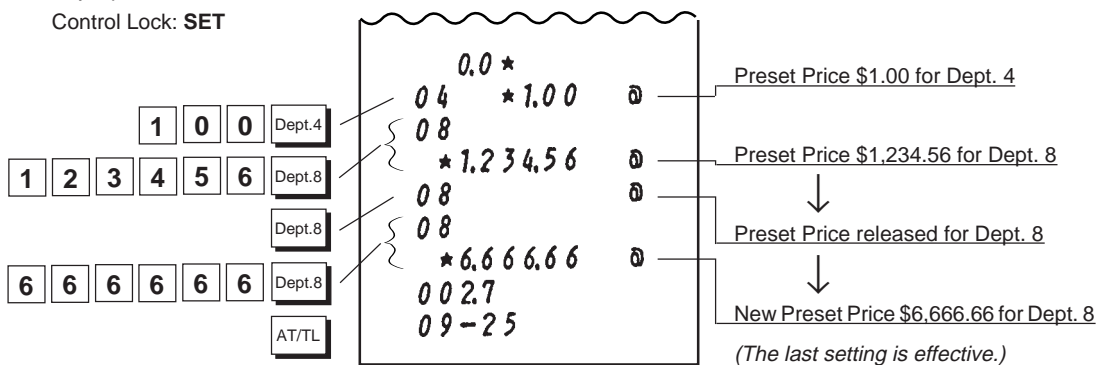 Control Lock: SET
0.0 *
1 0 0 Dept.4
04 *1.00 @
Preset Price $1.00 for Dept. 4
1 2 3 4 5 6 Dept.8
08
*1,234.56 @
Preset Price $1,234.56 for Dept. 8
Dept.8
08 @
Preset Price released for Dept. 8
6 6 6 6 6 6 Dept.8
08
*6,666.66 @
New Preset Price $6,666.66 for Dept. 8
AT/TL
0027
09-25
(The last setting is effective.)